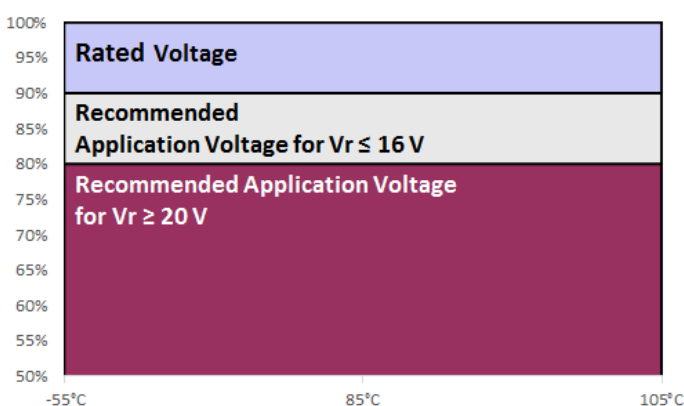 100%
Rated Voltage
95%
90%
Recommended
85%
Application Voltage for Vr ≤ 16 V
80%
Recommended Application Voltage
75%
for Vr ≥ 20 V
70%
65%
60%
55%
50%
-55°C 85°C 105°C